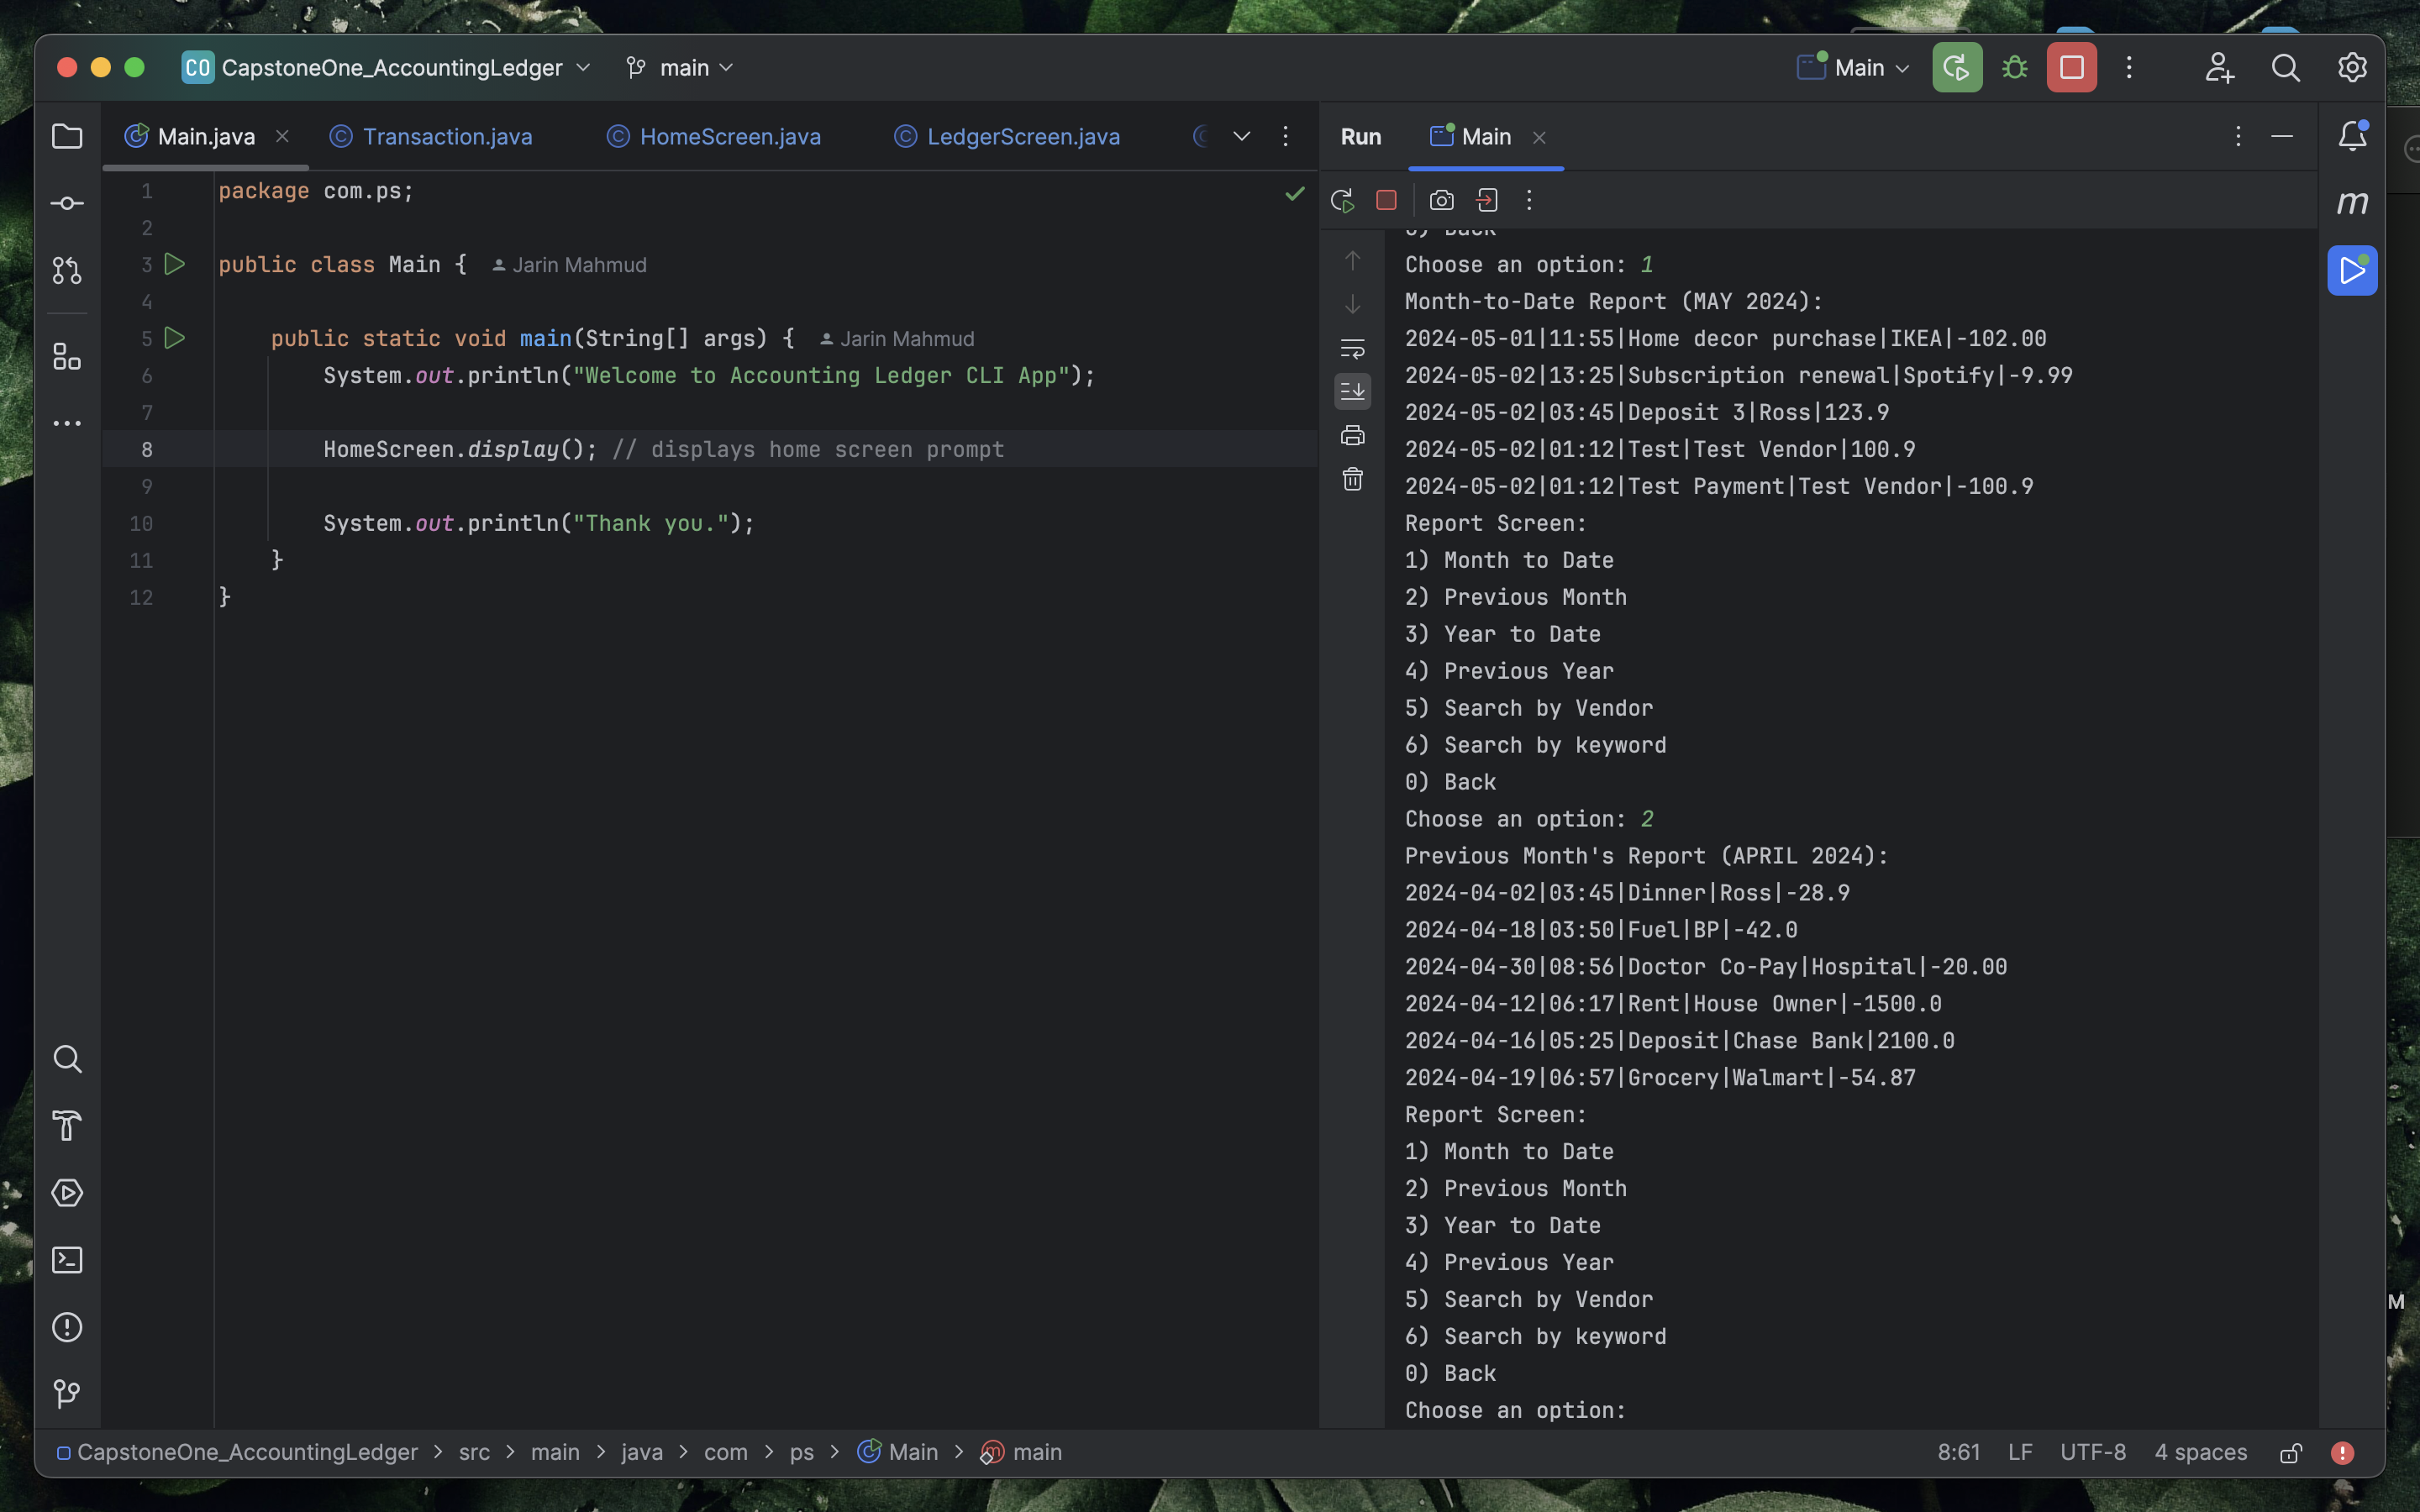 CO CapstoneOne_AccountingLedger main Main
Main.java Transaction.java HomeScreen.java LedgerScreen.java
1 package com.ps;
2
3 public class Main { Jarin Mahmud
4
5 public static void main(String[] args) { Jarin Mahmud
6 System.out.println("Welcome to Accounting Ledger CLI App");
7
8 HomeScreen.display(); // displays home screen prompt
9
10 System.out.println("Thank you.");
11 }
12 }
Run Main
0) Back
Choose an option: 1
Month-to-Date Report (MAY 2024):
2024-05-01|11:55|Home decor purchase|IKEA|-102.00
2024-05-02|13:25|Subscription renewal|Spotify|-9.99
2024-05-02|03:45|Deposit 3|Ross|123.9
2024-05-02|01:12|Test|Test Vendor|100.9
2024-05-02|01:12|Test Payment|Test Vendor|-100.9
Report Screen:
1) Month to Date
2) Previous Month
3) Year to Date
4) Previous Year
5) Search by Vendor
6) Search by keyword
0) Back
Choose an option: 2
Previous Month's Report (APRIL 2024):
2024-04-02|03:45|Dinner|Ross|-28.9
2024-04-18|03:50|Fuel|BP|-42.0
2024-04-30|08:56|Doctor Co-Pay|Hospital|-20.00
2024-04-12|06:17|Rent|House Owner|-1500.0
2024-04-16|05:25|Deposit|Chase Bank|2100.0
2024-04-19|06:57|Grocery|Walmart|-54.87
Report Screen:
1) Month to Date
2) Previous Month
3) Year to Date
4) Previous Year
5) Search by Vendor
6) Search by keyword
0) Back
Choose an option:
m
M
CapstoneOne_AccountingLedger > src > main > java > com > ps > Main > main
8:61 LF UTF-8 4 spaces